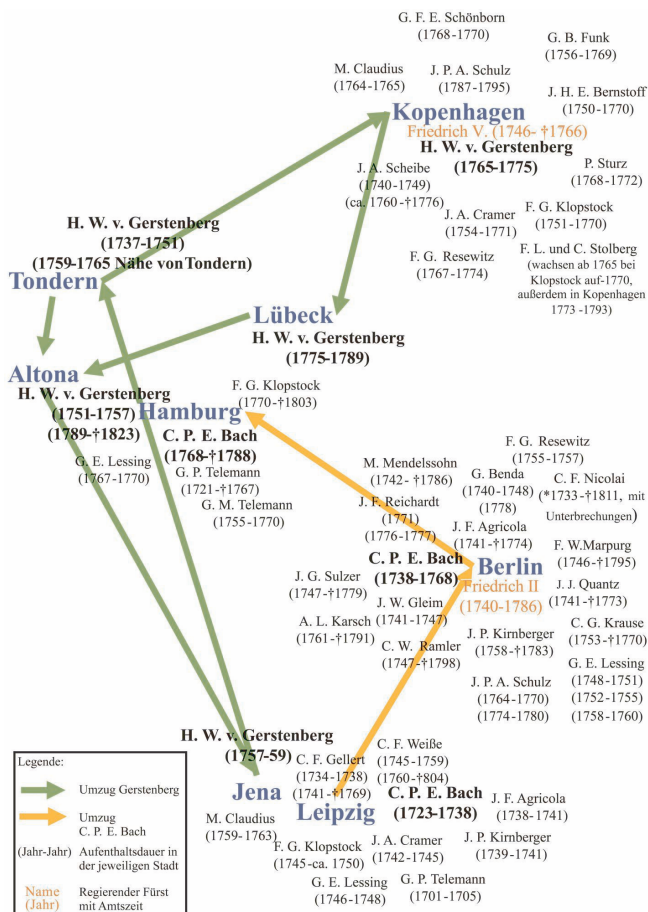 G. F. E. Schönborn
(1768-1770)
G. B. Funk
(1756-1769)
M. Claudius
(1764-1765)
J. P. A. Schulz
(1787-1795)
J. H. E. Bernstoff
(1750-1770)
Kopenhagen
Friedrich V. (1746- †1766)
H. W. v. Gerstenberg
(1765-1775)
J. A. Scheibe
(1740-1749)
(ca. 1760-†1776)
P. Sturz
(1768-1772)
J. A. Cramer
(1754-1771)
F. G. Klopstock
(1751-1770)
F. G. Resewitz
(1767-1774)
F. L. und C. Stolberg
(wachsen ab 1765 bei
Klopstock auf-1770,
außerdem in Kopenhagen
1773 -1793)
H. W. v. Gerstenberg
(1737-1751)
(1759-1765 Nähe von Tondern)
Tondern
Lübeck
H. W. v. Gerstenberg
(1775-1789)
Altona
H. W. v. Gerstenberg
(1751-1757)
(1789-†1823)
G. E. Lessing
(1767-1770)
F. G. Klopstock
(1770-†1803)
Hamburg
C. P. E. Bach
(1768-†1788)
G. P. Telemann
(1721-†1767)
G. M. Telemann
(1755-1770)
F. G. Resewitz
(1755-1757)
M. Mendelssohn
(1742- †1786)
G. Benda
(1740-1748)
(1778)
C. F. Nicolai
(*1733-†1811, mit
Unterbrechungen)
J. F. Reichardt
(1771)
(1776-1777)
J. F. Agricola
(1741-†1774)
C. P. E. Bach
(1738-1768)
Berlin
Friedrich II
(1740-1786)
F. W.Marpurg
(1746-†1795)
J. G. Sulzer
(1747-†1779)
J. W. Gleim
(1741-1747)
J. J. Quantz
(1741-†1773)
A. L. Karsch
(1761-†1791)
C. W. Ramler
(1747-†1798)
J. P. Kirnberger
(1758-†1783)
C. G. Krause
(1753-†1770)
J. P. A. Schulz
(1764-1770)
(1774-1780)
G. E. Lessing
(1748-1751)
(1752-1755)
(1758-1760)
H. W. v. Gerstenberg
(1757-59)
Jena
M. Claudius
(1759-1763)
C. F. Gellert
(1734-1738)
(1741-†1769)
C. F. Weiße
(1745-1759)
(1760-†804)
Leipzig
C. P. E. Bach
(1723-1738)
J. F. Agricola
(1738-1741)
F. G. Klopstock
(1745-ca. 1750)
J. A. Cramer
(1742-1745)
J. P. Kirnberger
(1739-1741)
G. E. Lessing
(1746-1748)
G. P. Telemann
(1701-1705)
Legende:
Umzug Gerstenberg
Umzug
C. P. E. Bach
(Jahr-Jahr) Aufenthaltsdauer in
der jeweiligen Stadt
Name Regierender Fürst
(Jahr) mit Amtszeit